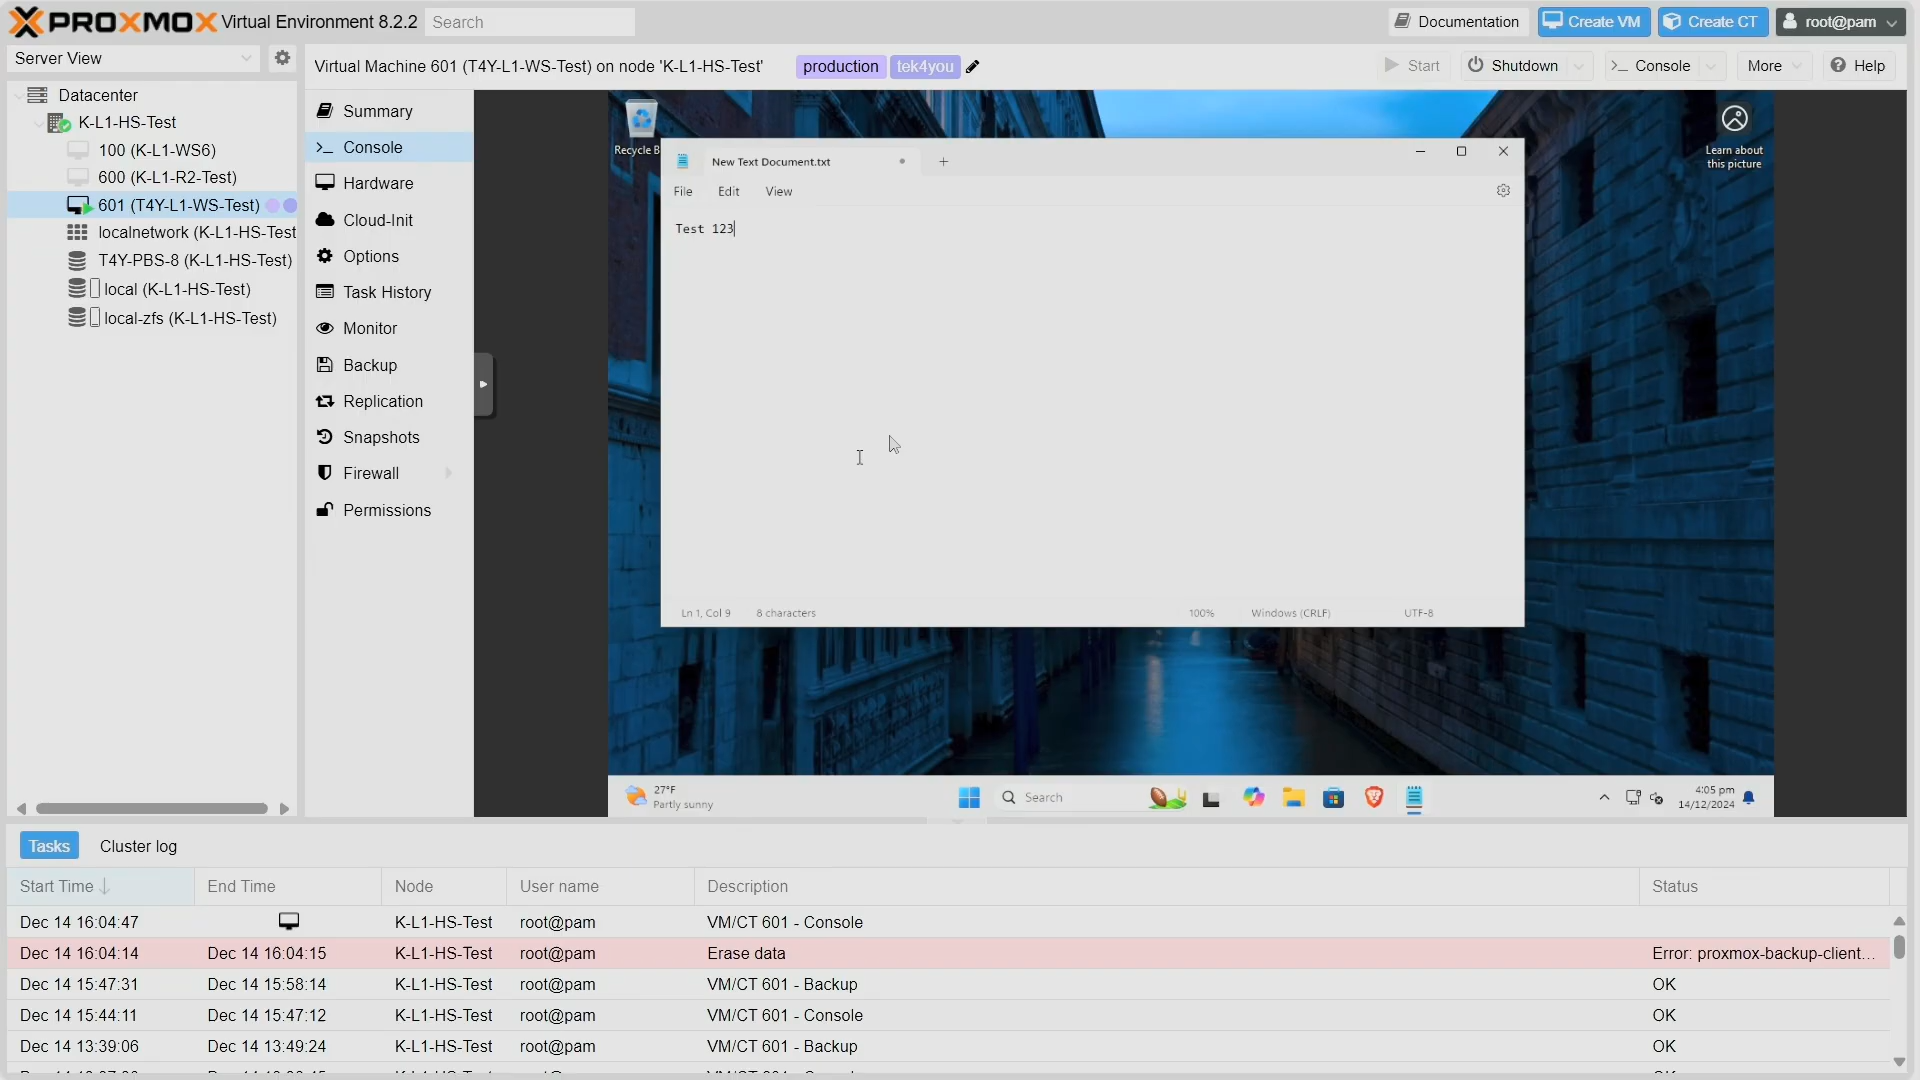 PROXMOX Virtual Environment 8.2.2 Search Documentation Create VM Create CT root@pam
Server View
Virtual Machine 601 (T4Y-L1-WS-Test) on node 'K-L1-HS-Test' production tek4you Start Shutdown Console More Help
Datacenter
K-L1-HS-Test
100 (K-L1-WS6)
600 (K-L1-R2-Test)
601 (T4Y-L1-WS-Test)
localnetwork (K-L1-HS-Test
T4Y-PBS-8 (K-L1-HS-Test)
local (K-L1-HS-Test)
local-zfs (K-L1-HS-Test)
Summary
Console
Hardware
Cloud-Init
Options
Task History
Monitor
Backup
Replication
Snapshots
Firewall
Permissions
Recycle B
Learn about
this picture
New Text Document.txt
File Edit View
Test 123
Ln 1, Col 9 8 characters 100% Windows (CRLF) UTF-8
27°F
Partly sunny
Search
4:05 pm
14/12/2024
Tasks Cluster log
Start Time End Time Node User name Description Status
Dec 14 16:04:47 K-L1-HS-Test root@pam VM/CT 601 - Console
Dec 14 16:04:14 Dec 14 16:04:15 K-L1-HS-Test root@pam Erase data Error: proxmox-backup-client...
Dec 14 15:47:31 Dec 14 15:58:14 K-L1-HS-Test root@pam VM/CT 601 - Backup OK
Dec 14 15:44:11 Dec 14 15:47:12 K-L1-HS-Test root@pam VM/CT 601 - Console OK
Dec 14 13:39:06 Dec 14 13:49:24 K-L1-HS-Test root@pam VM/CT 601 - Backup OK